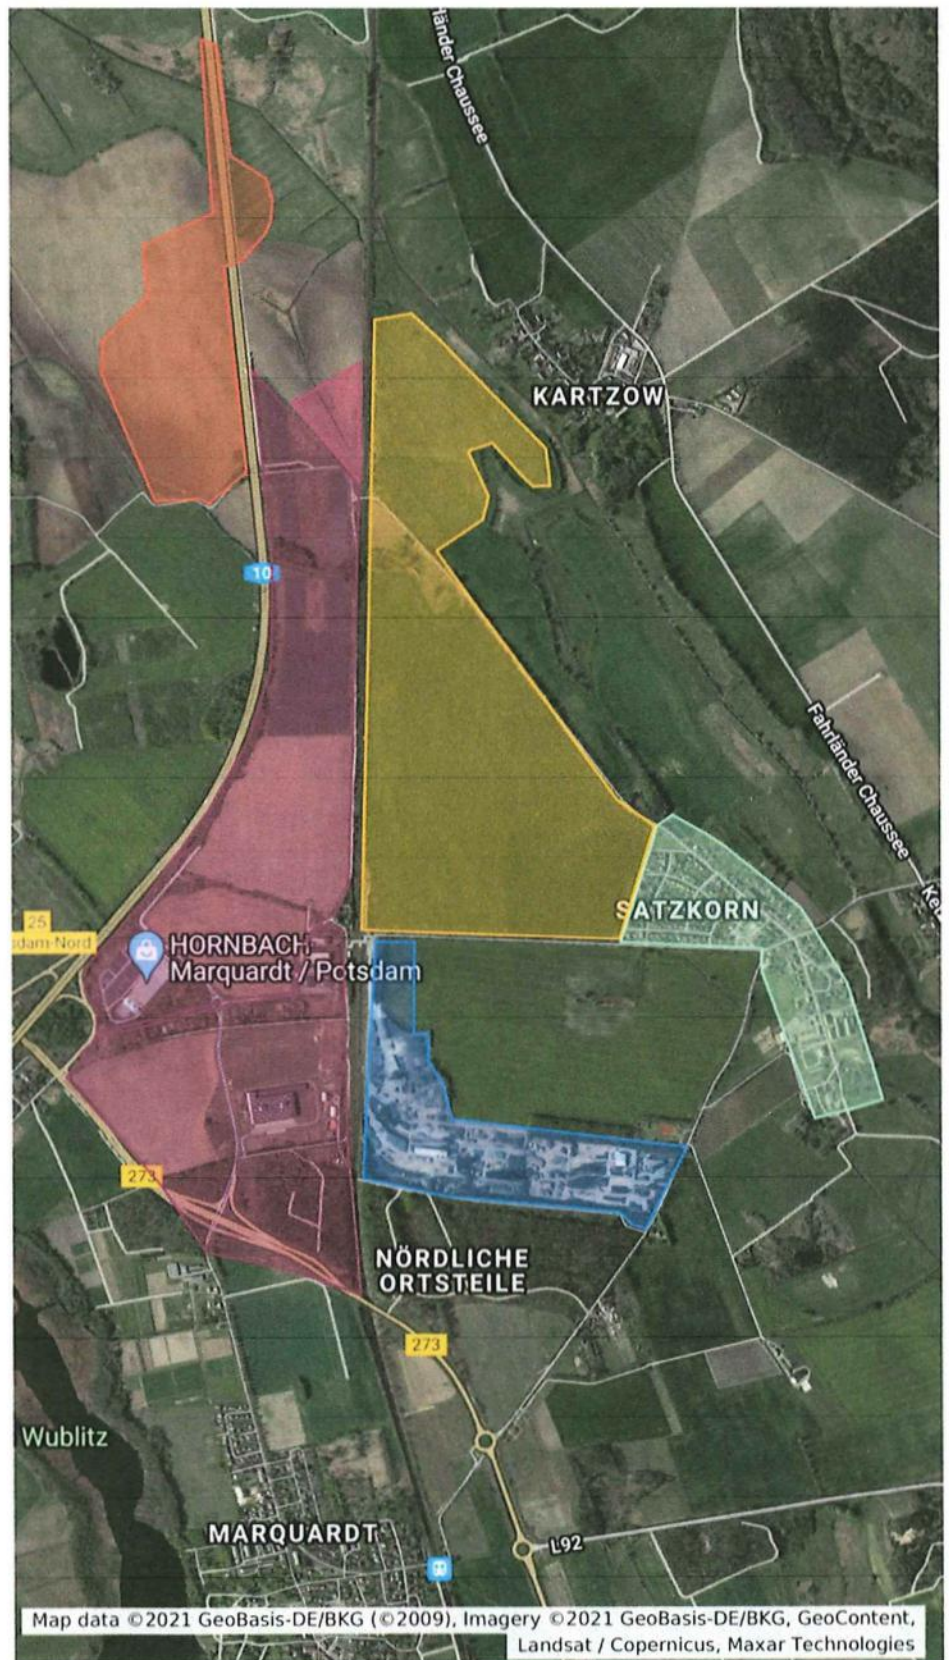 länder Chaussee
KARTZOW
10
Fahrländer Chaussee
25
sdam-Nord
HORNBACH
Marquardt / Potsdam
SATZKORN
273
NÖRDLICHE
ORTSTEILE
273
Wublitz
MARQUARDT
L92
Map data ©2021 GeoBasis-DE/BKG (©2009), Imagery ©2021 GeoBasis-DE/BKG, GeoContent,
Landsat / Copernicus, Maxar Technologies